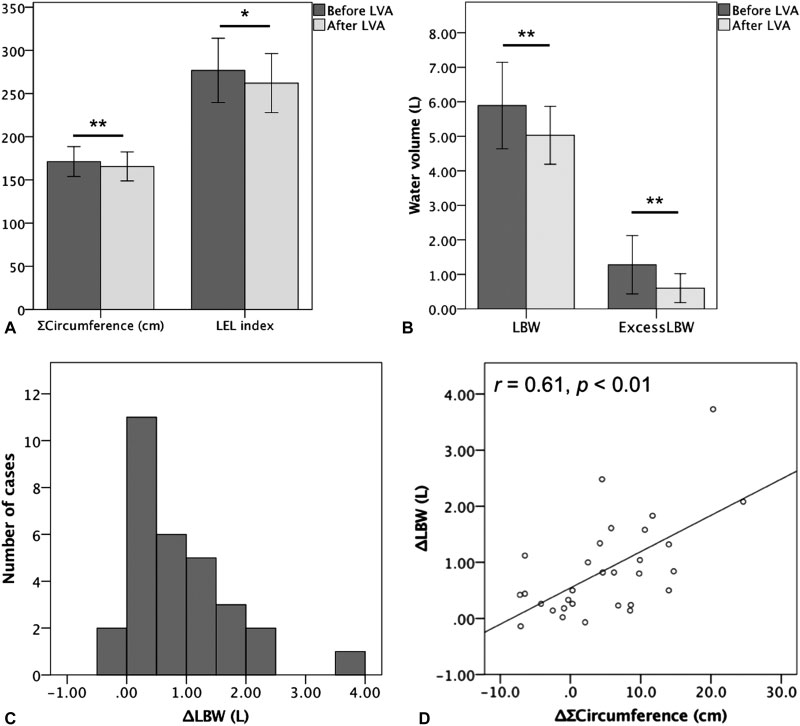 350
300
250
200
150
100
50
0
**
*
Before LVA
After LVA
ΣCircumference (cm)
LEL index
A
8.00
7.00
6.00
5.00
4.00
3.00
2.00
1.00
0.00
Water volume (L)
**
**
Before LVA
After LVA
LBW
ExcessLBW
B
12
10
8
6
4
2
0
Number of cases
−1.00 .00 1.00 2.00 3.00 4.00
ΔLBW (L)
C
r = 0.61, p < 0.01
4.00
3.00
2.00
1.00
.00
−1.00
ΔLBW (L)
−10.0 .0 10.0 20.0 30.0
ΔΣCircumference (cm)
D